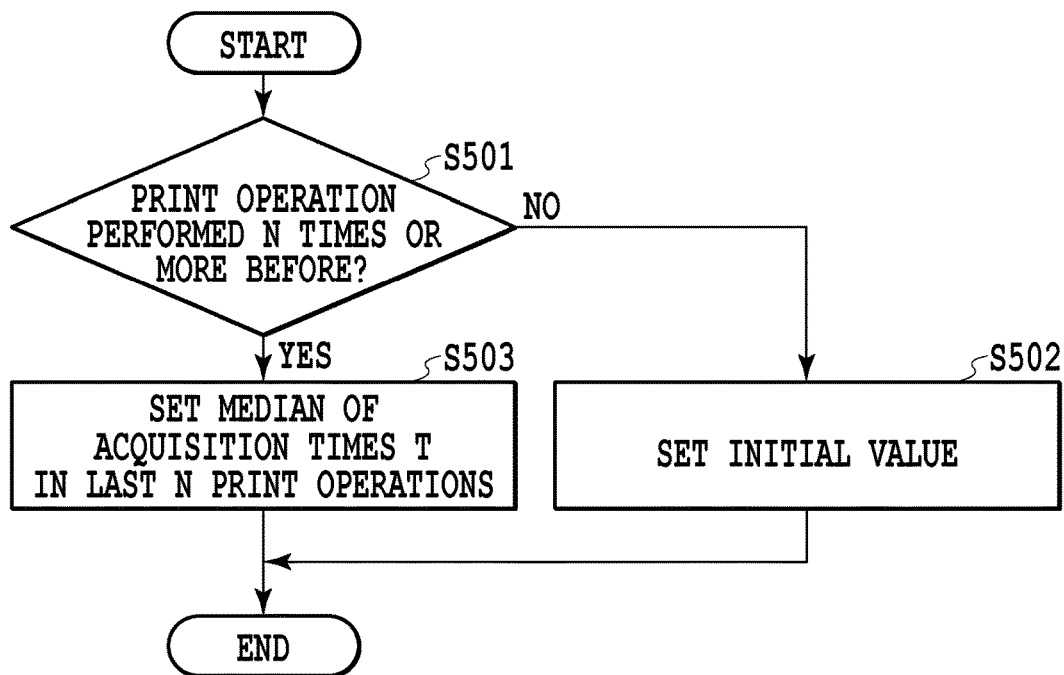 START
S501
PRINT OPERATION
PERFORMED N TIMES OR
MORE BEFORE?
NO
YES
S503
SET MEDIAN OF
ACQUISITION TIMES T
IN LAST N PRINT OPERATIONS
S502
SET INITIAL VALUE
END